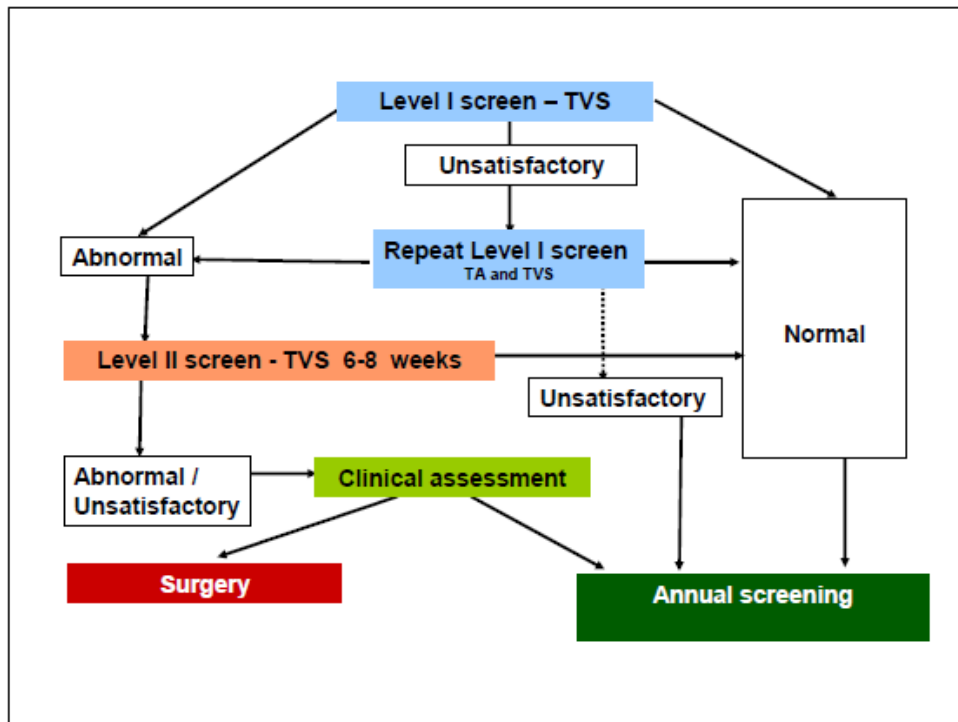 Level I screen – TVS
Unsatisfactory
Abnormal
Repeat Level I screen
TA and TVS
Normal
Level II screen - TVS 6-8 weeks
Unsatisfactory
Abnormal /
Unsatisfactory
Clinical assessment
Surgery
Annual screening